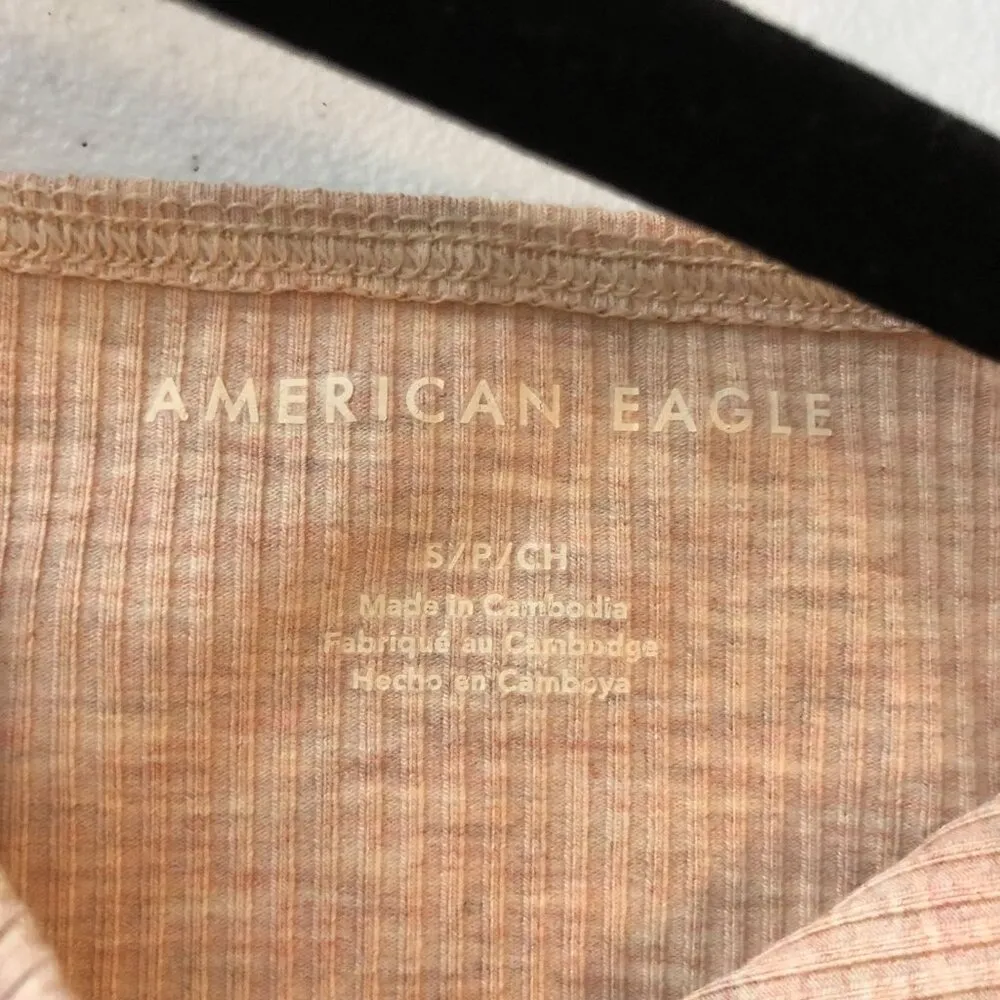 AMERICAN EAGLE
S/P/CH
Made in Cambodia
Fabriqué au Cambodge
Hecho en Camboya